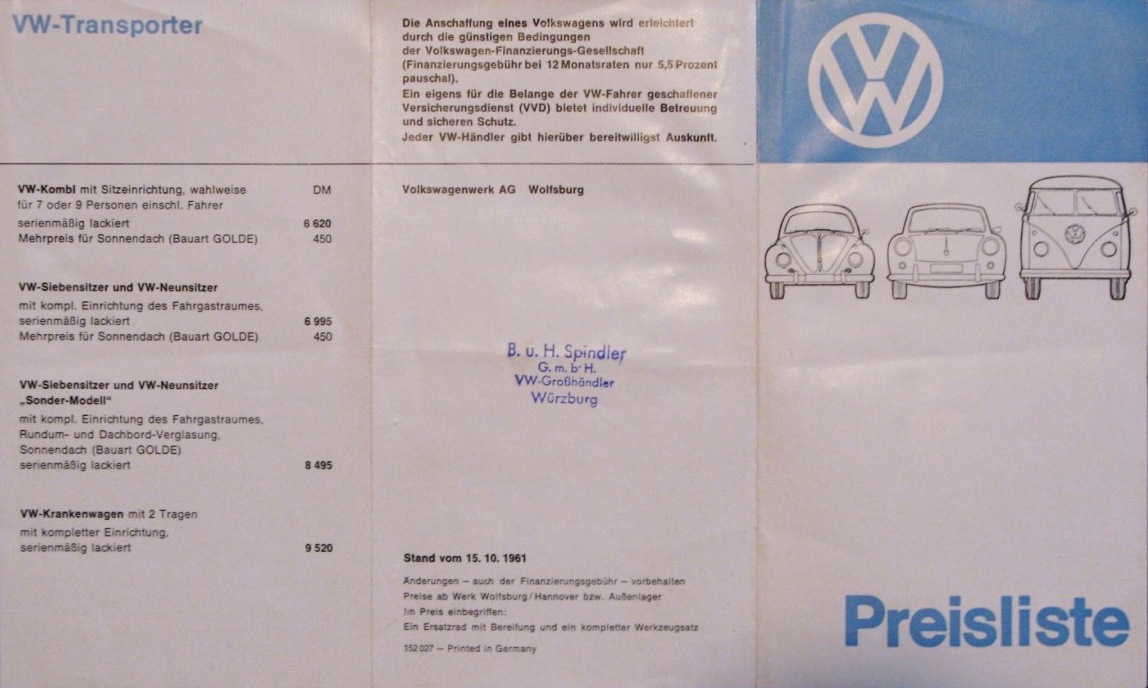 VW-Transporter
VW-Kombi mit Sitzeinrichtung, wahlweise DM
für 7 oder 9 Personen einschl. Fahrer
serienmäßig lackiert 6 620
Mehrpreis für Sonnendach (Bauart GOLDE) 450
VW-Siebensitzer und VW-Neunsitzer
mit kompl. Einrichtung des Fahrgastraumes,
serienmäßig lackiert 6 995
Mehrpreis für Sonnendach (Bauart GOLDE) 450
VW-Siebensitzer und VW-Neunsitzer
„Sonder-Modell“
mit kompl. Einrichtung des Fahrgastraumes,
Rundum- und Dachbord-Verglasung,
Sonnendach (Bauart GOLDE)
serienmäßig lackiert 8 495
VW-Krankenwagen mit 2 Tragen
mit kompletter Einrichtung,
serienmäßig lackiert 9 520
Die Anschaffung eines Volkswagens wird erleichtert
durch die günstigen Bedingungen
der Volkswagen-Finanzierungs-Gesellschaft
(Finanzierungsgebühr bei 12 Monatsraten nur 5,5 Prozent
pauschal).
Ein eigens für die Belange der VW-Fahrer geschaffener
Versicherungsdienst (VVD) bietet individuelle Betreuung
und sicheren Schutz.
Jeder VW-Händler gibt hierüber bereitwilligst Auskunft.
Volkswagenwerk AG Wolfsburg
B. u. H. Spindler
G. m. b. H.
VW-Großhändler
Würzburg
Stand vom 15. 10. 1961
Änderungen – auch der Finanzierungsgebühr – vorbehalten
Preise ab Werk Wolfsburg/Hannover bzw. Außenlager
Im Preis einbegriffen:
Ein Ersatzrad mit Bereifung und ein kompletter Werkzeugsatz
152 027 – Printed in Germany
VW
Preisliste